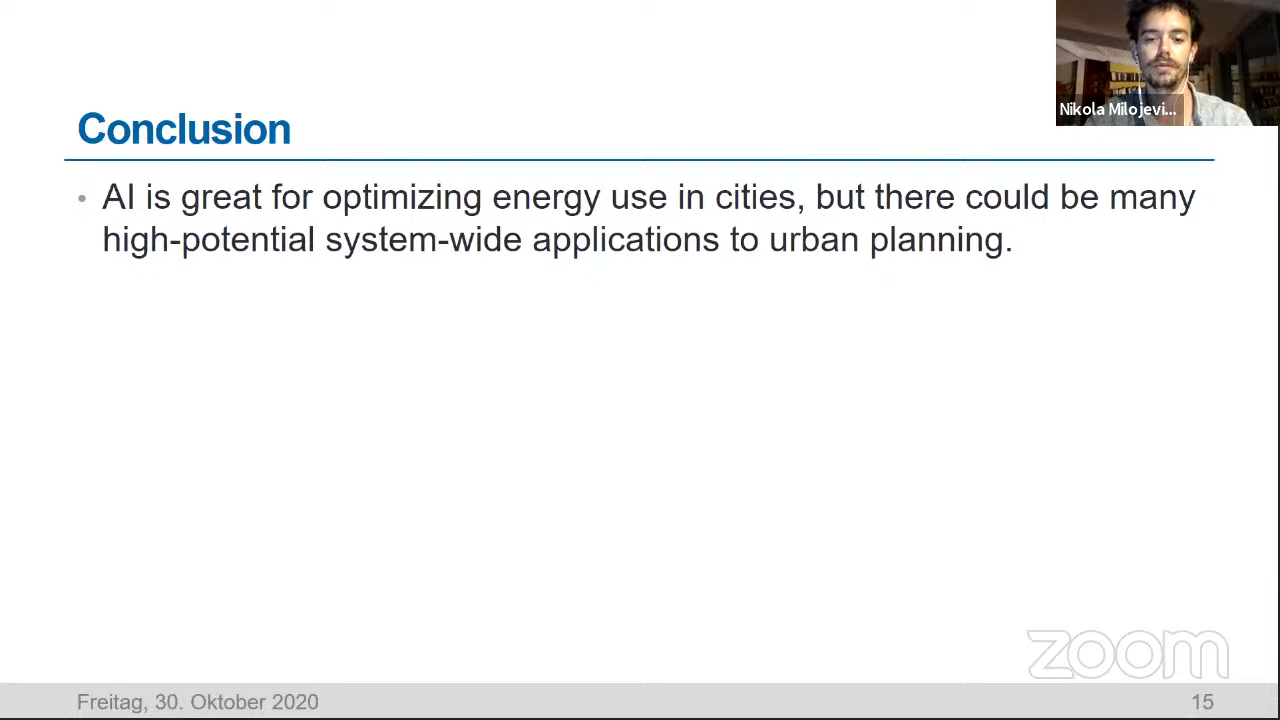 Nikola Milojevi...
Conclusion
• AI is great for optimizing energy use in cities, but there could be many
high-potential system-wide applications to urban planning.
zoom
Freitag, 30. Oktober 2020
15